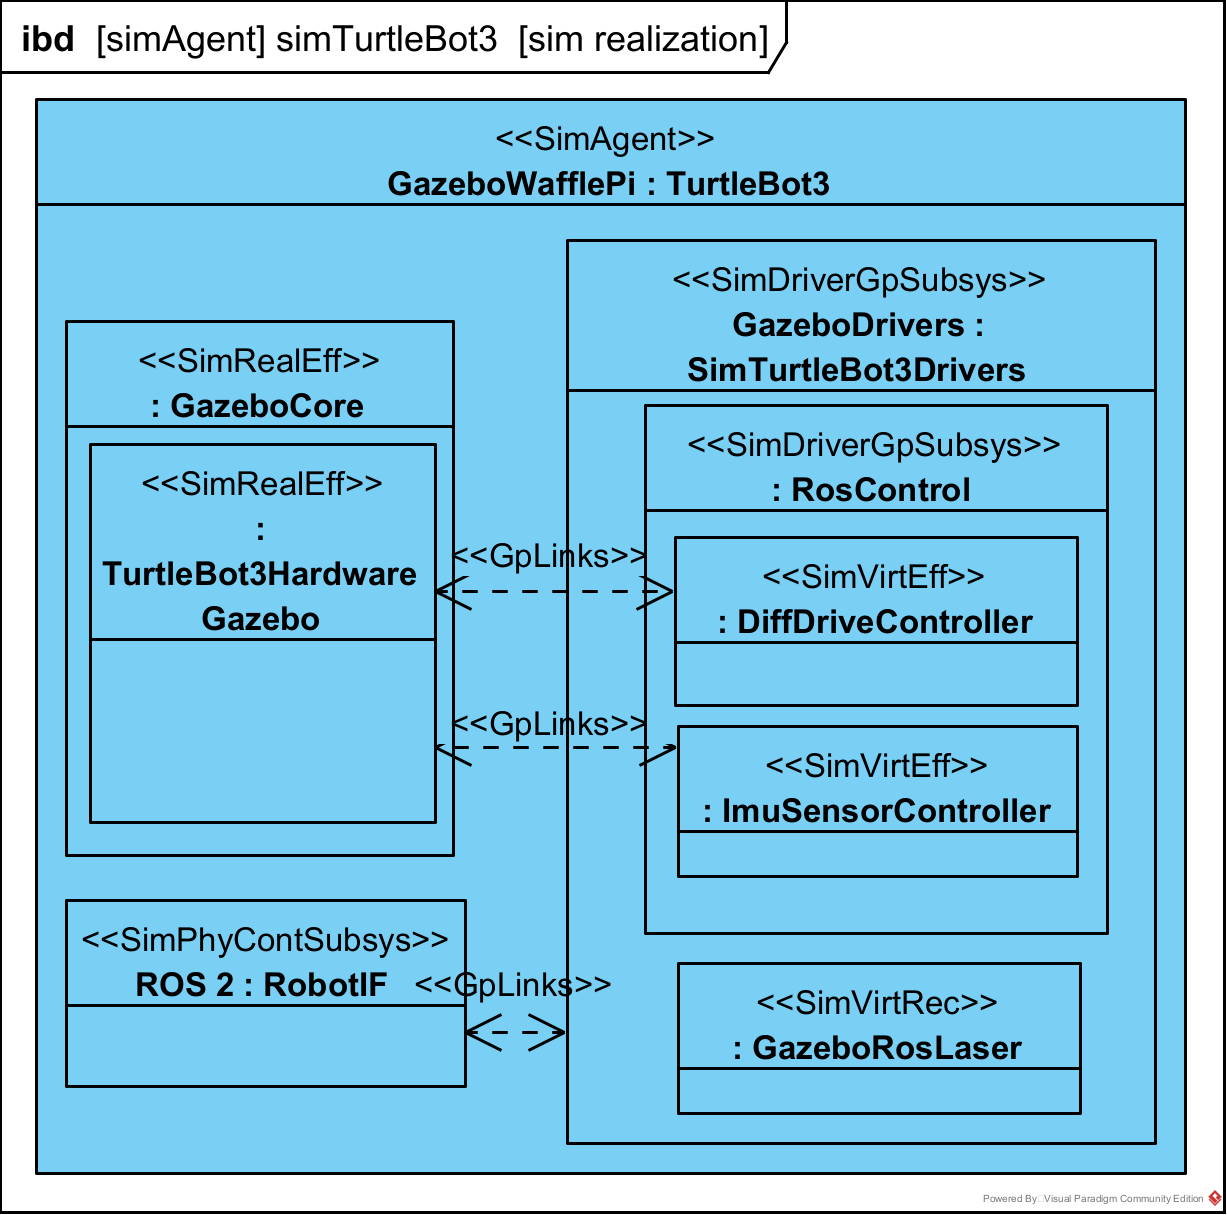 ibd [simAgent] simTurtleBot3 [sim realization]
<<SimAgent>>
GazeboWafflePi : TurtleBot3
<<SimDriverGpSubsys>>
GazeboDrivers :
SimTurtleBot3Drivers
<<SimRealEff>>
: GazeboCore
<<SimRealEff>>
:
TurtleBot3Hardware
Gazebo
<<SimDriverGpSubsys>>
: RosControl
<<GpLinks>>
<<SimVirtEff>>
: DiffDriveController
<<GpLinks>>
<<SimVirtEff>>
: ImuSensorController
<<SimPhyContSubsys>>
ROS 2 : RobotIF
<<GpLinks>>
<<SimVirtRec>>
: GazeboRosLaser
Powered By Visual Paradigm Community Edition